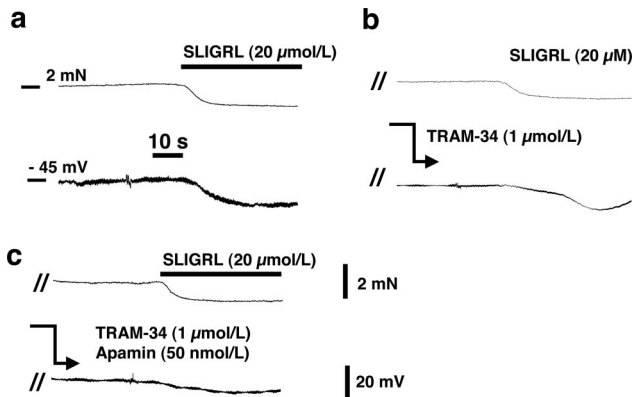 a
SLIGRL (20 µmol/L)
2 mN
10 s
- 45 mV
b
SLIGRL (20 µM)
//
TRAM-34 (1 µmol/L)
//
c
SLIGRL (20 µmol/L)
//
TRAM-34 (1 µmol/L)
Apamin (50 nmol/L)
//
2 mN
20 mV